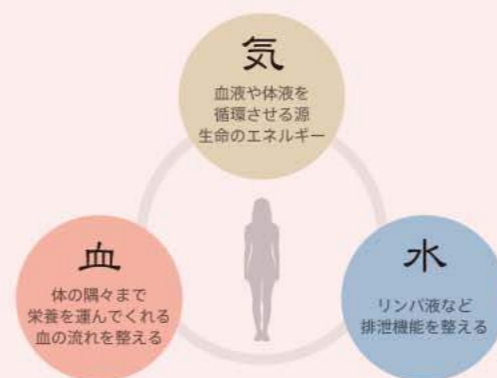 気
血液や体液を
循環させる源
生命のエネルギー
血
体の隅々まで
栄養を運んでくれる
血の流れを整える
水
リンパ液など
排泄機能を整える